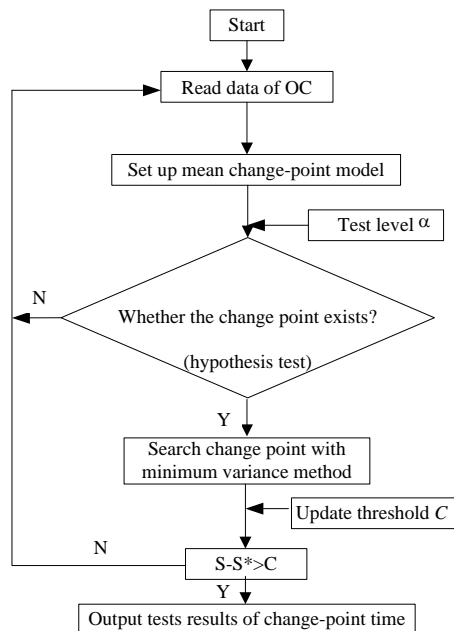 Start
Read data of OC
Set up mean change-point model
Test level α
N
Whether the change point exists?
(hypothesis test)
Y
Search change point with
minimum variance method
Update threshold C
N
S-S*>C
Y
Output tests results of change-point time